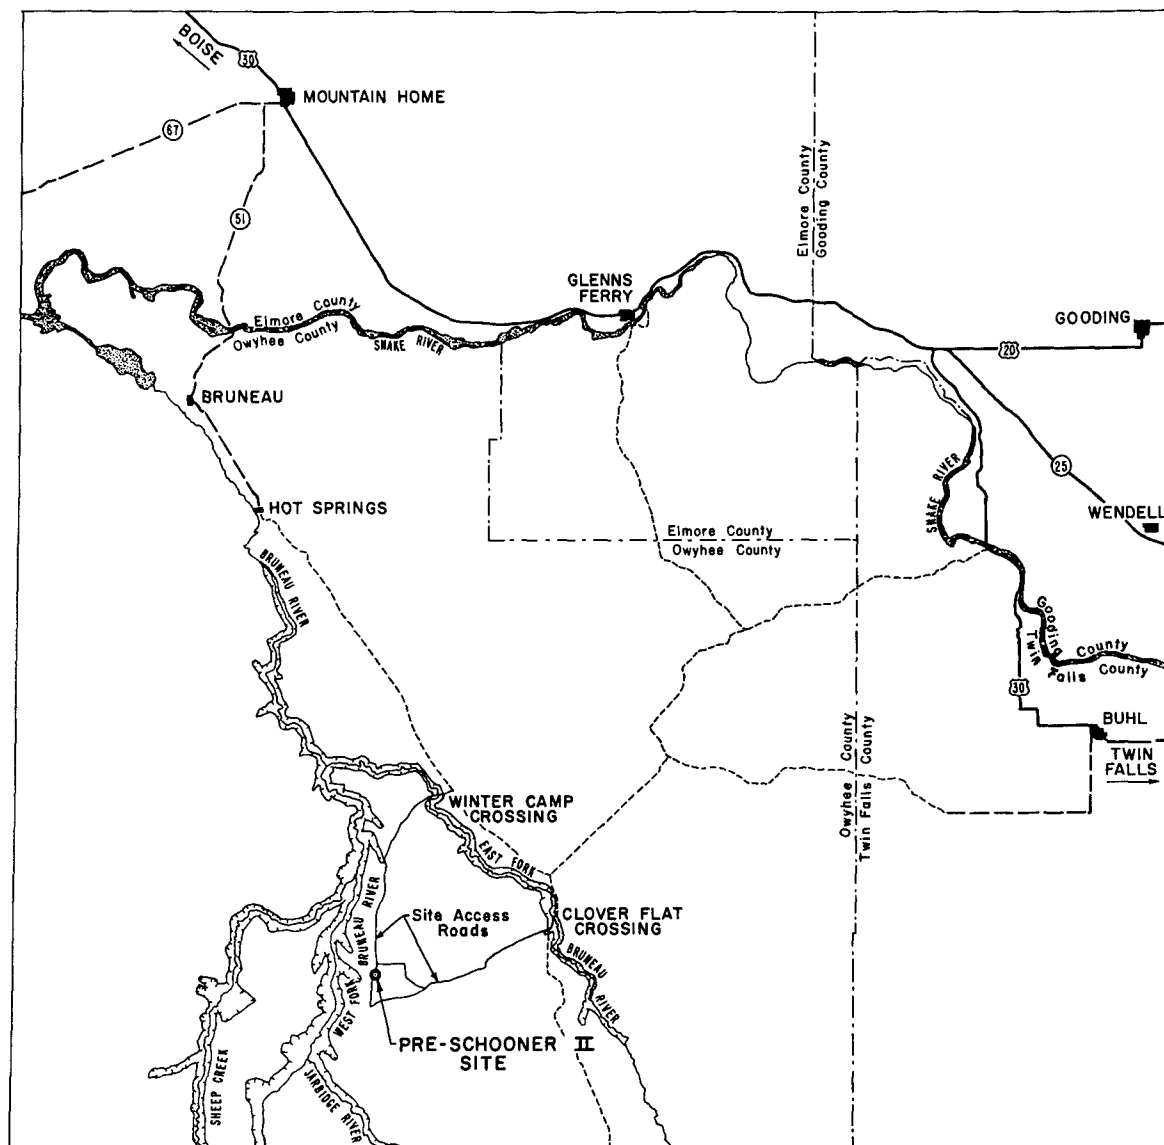 BOISE
30
MOUNTAIN HOME
67
51
Elmore County
Gooding County
GLENNS
FERRY
GOODING
Elmore County
Owyhee County
SNAKE RIVER
20
BRUNEAU
25
SNAKE RIVER
HOT SPRINGS
WENDELL
Elmore County
Owyhee County
BRUNEAU RIVER
Gooding County
Twin Falls County
30
BUHL
TWIN
FALLS
Owyhee County
Twin Falls County
WINTER CAMP
CROSSING
EAST FORK
BRUNEAU RIVER
CLOVER FLAT
CROSSING
Site Access
Roads
WEST FORK
BRUNEAU RIVER
PRE-SCHOONER II
SITE
SHEEP CREEK
JARBIDGE RIVER